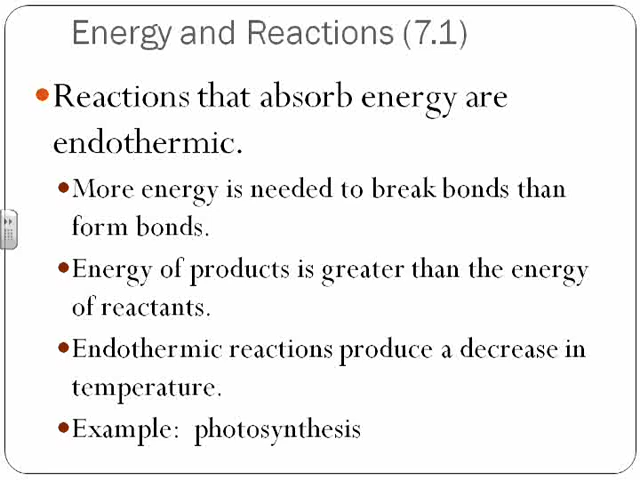 Energy and Reactions (7.1)
•Reactions that absorb energy are
endothermic.
•More energy is needed to break bonds than
form bonds.
•Energy of products is greater than the energy
of reactants.
•Endothermic reactions produce a decrease in
temperature.
•Example: photosynthesis